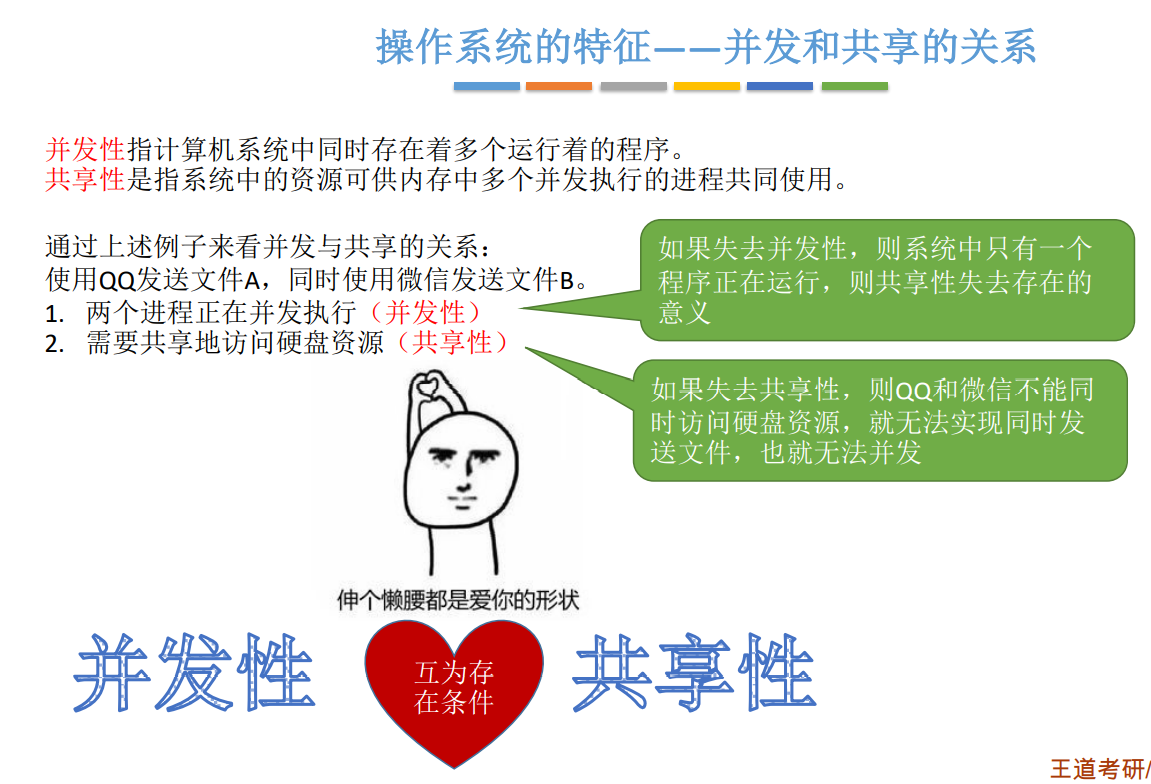 操作系统的特征——并发和共享的关系
并发性指计算机系统中同时存在着多个运行着的程序。
共享性是指系统中的资源可供内存中多个并发执行的进程共同使用。
通过上述例子来看并发与共享的关系：
使用QQ发送文件A，同时使用微信发送文件B。
1. 两个进程正在并发执行（并发性）
2. 需要共享地访问硬盘资源（共享性）
如果失去并发性，则系统中只有一个
程序正在运行，则共享性失去存在的
意义
如果失去共享性，则QQ和微信不能同
时访问硬盘资源，就无法实现同时发
送文件，也就无法并发
伸个懒腰都是爱你的形状
并发性
互为存
在条件
共享性
王道考研/